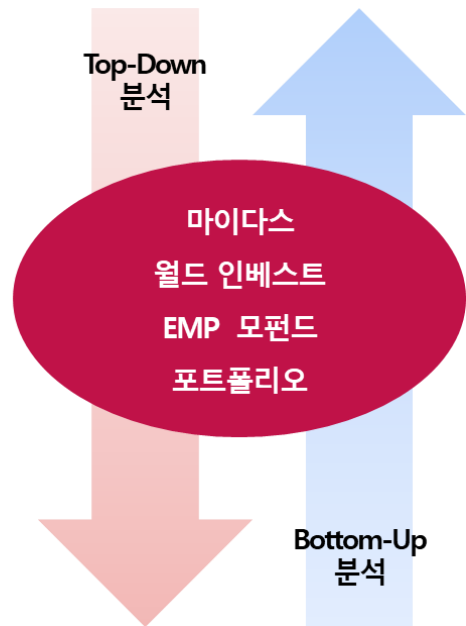 Top-Down
분석
마이다스
월드 인베스트
EMP 모펀드
포트폴리오
Bottom-Up
분석